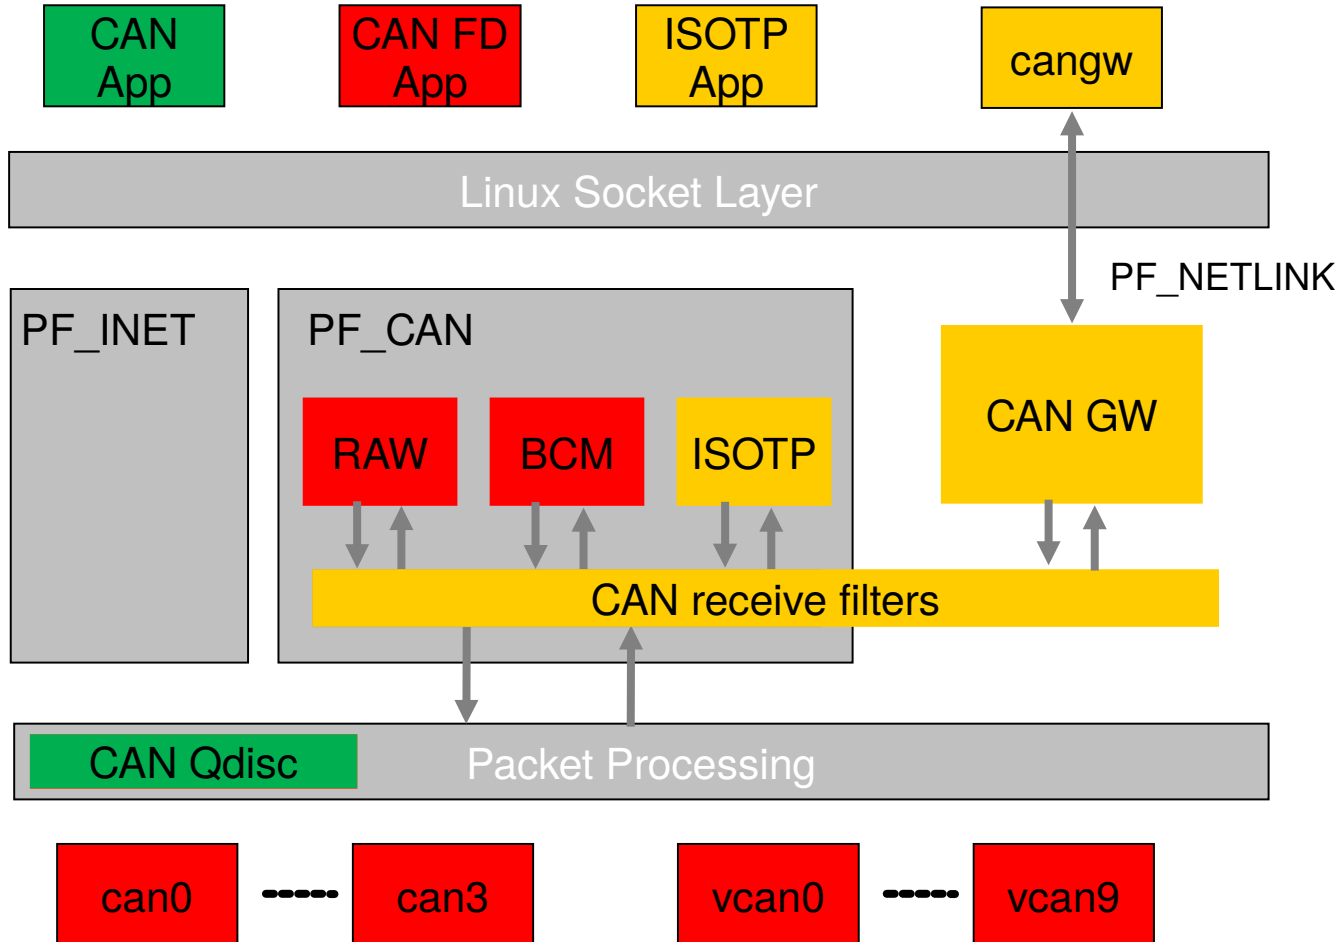 CAN
App
CAN FD
App
ISOTP
App
cangw
Linux Socket Layer
PF_NETLINK
PF_INET
PF_CAN
CAN GW
RAW
BCM
ISOTP
CAN receive filters
CAN Qdisc
Packet Processing
can0
can3
vcan0
vcan9